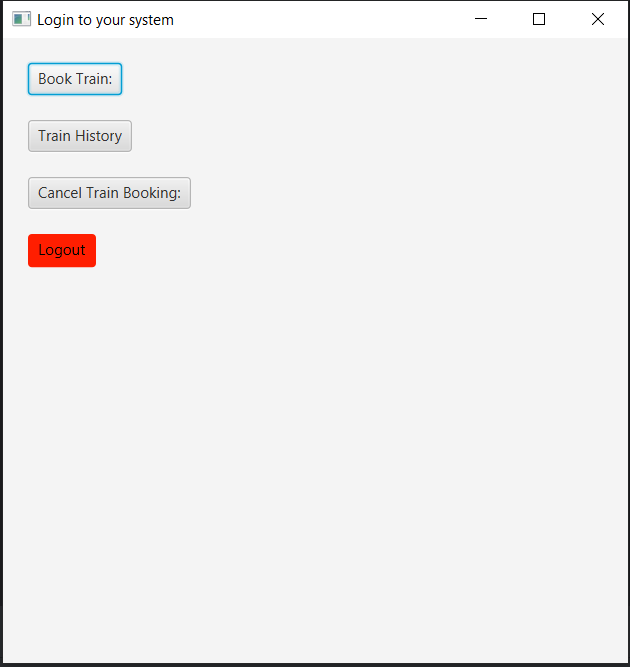 Login to your system
Book Train:
Train History
Cancel Train Booking:
Logout